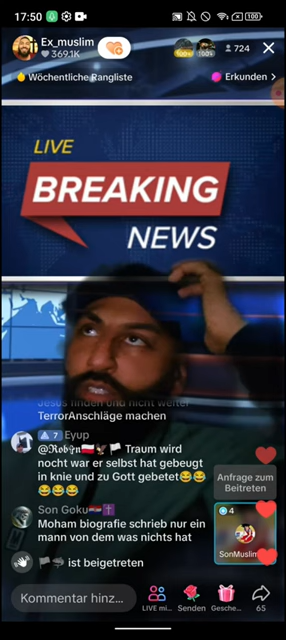 17:50
100
Ex_muslim
369.1K
724
Wöchentliche Rangliste
Erkunden >
LIVE
BREAKING
NEWS
Jesus finden und nicht weiter
TerrorAnschläge machen
7 Eyup
@𝕽𝖔𝖇✞𝖓 Traum wird
nocht war er selbst hat gebeugt
in knie und zu Gott gebetet
Son Goku
Moham biografie schrieb nur ein
mann von dem was nichts hat
ist beigetreten
Anfrage zum
Beitreten
4
SonMuslim
Kommentar hinz...
LIVE mi...
Senden
Gesche...
65